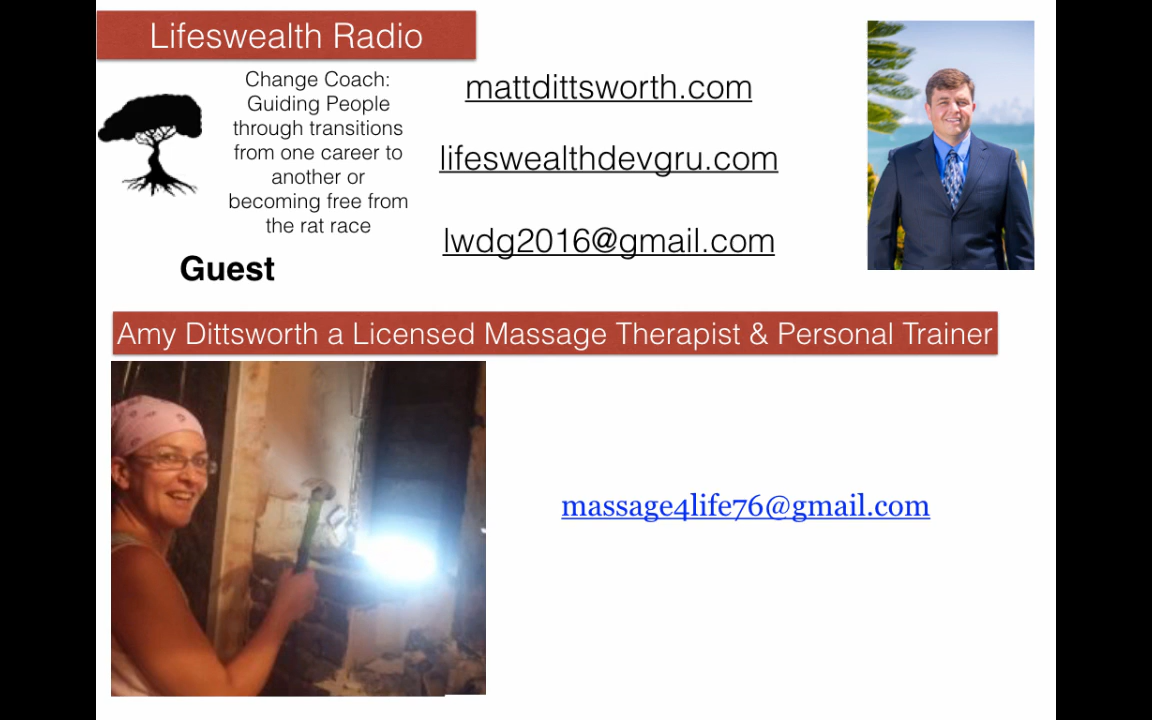 Lifeswealth Radio
Change Coach:
Guiding People
through transitions
from one career to
another or
becoming free from
the rat race
mattdittsworth.com
lifeswealthdevgru.com
lwdg2016@gmail.com
Guest
Amy Dittsworth a Licensed Massage Therapist & Personal Trainer
massage4life76@gmail.com